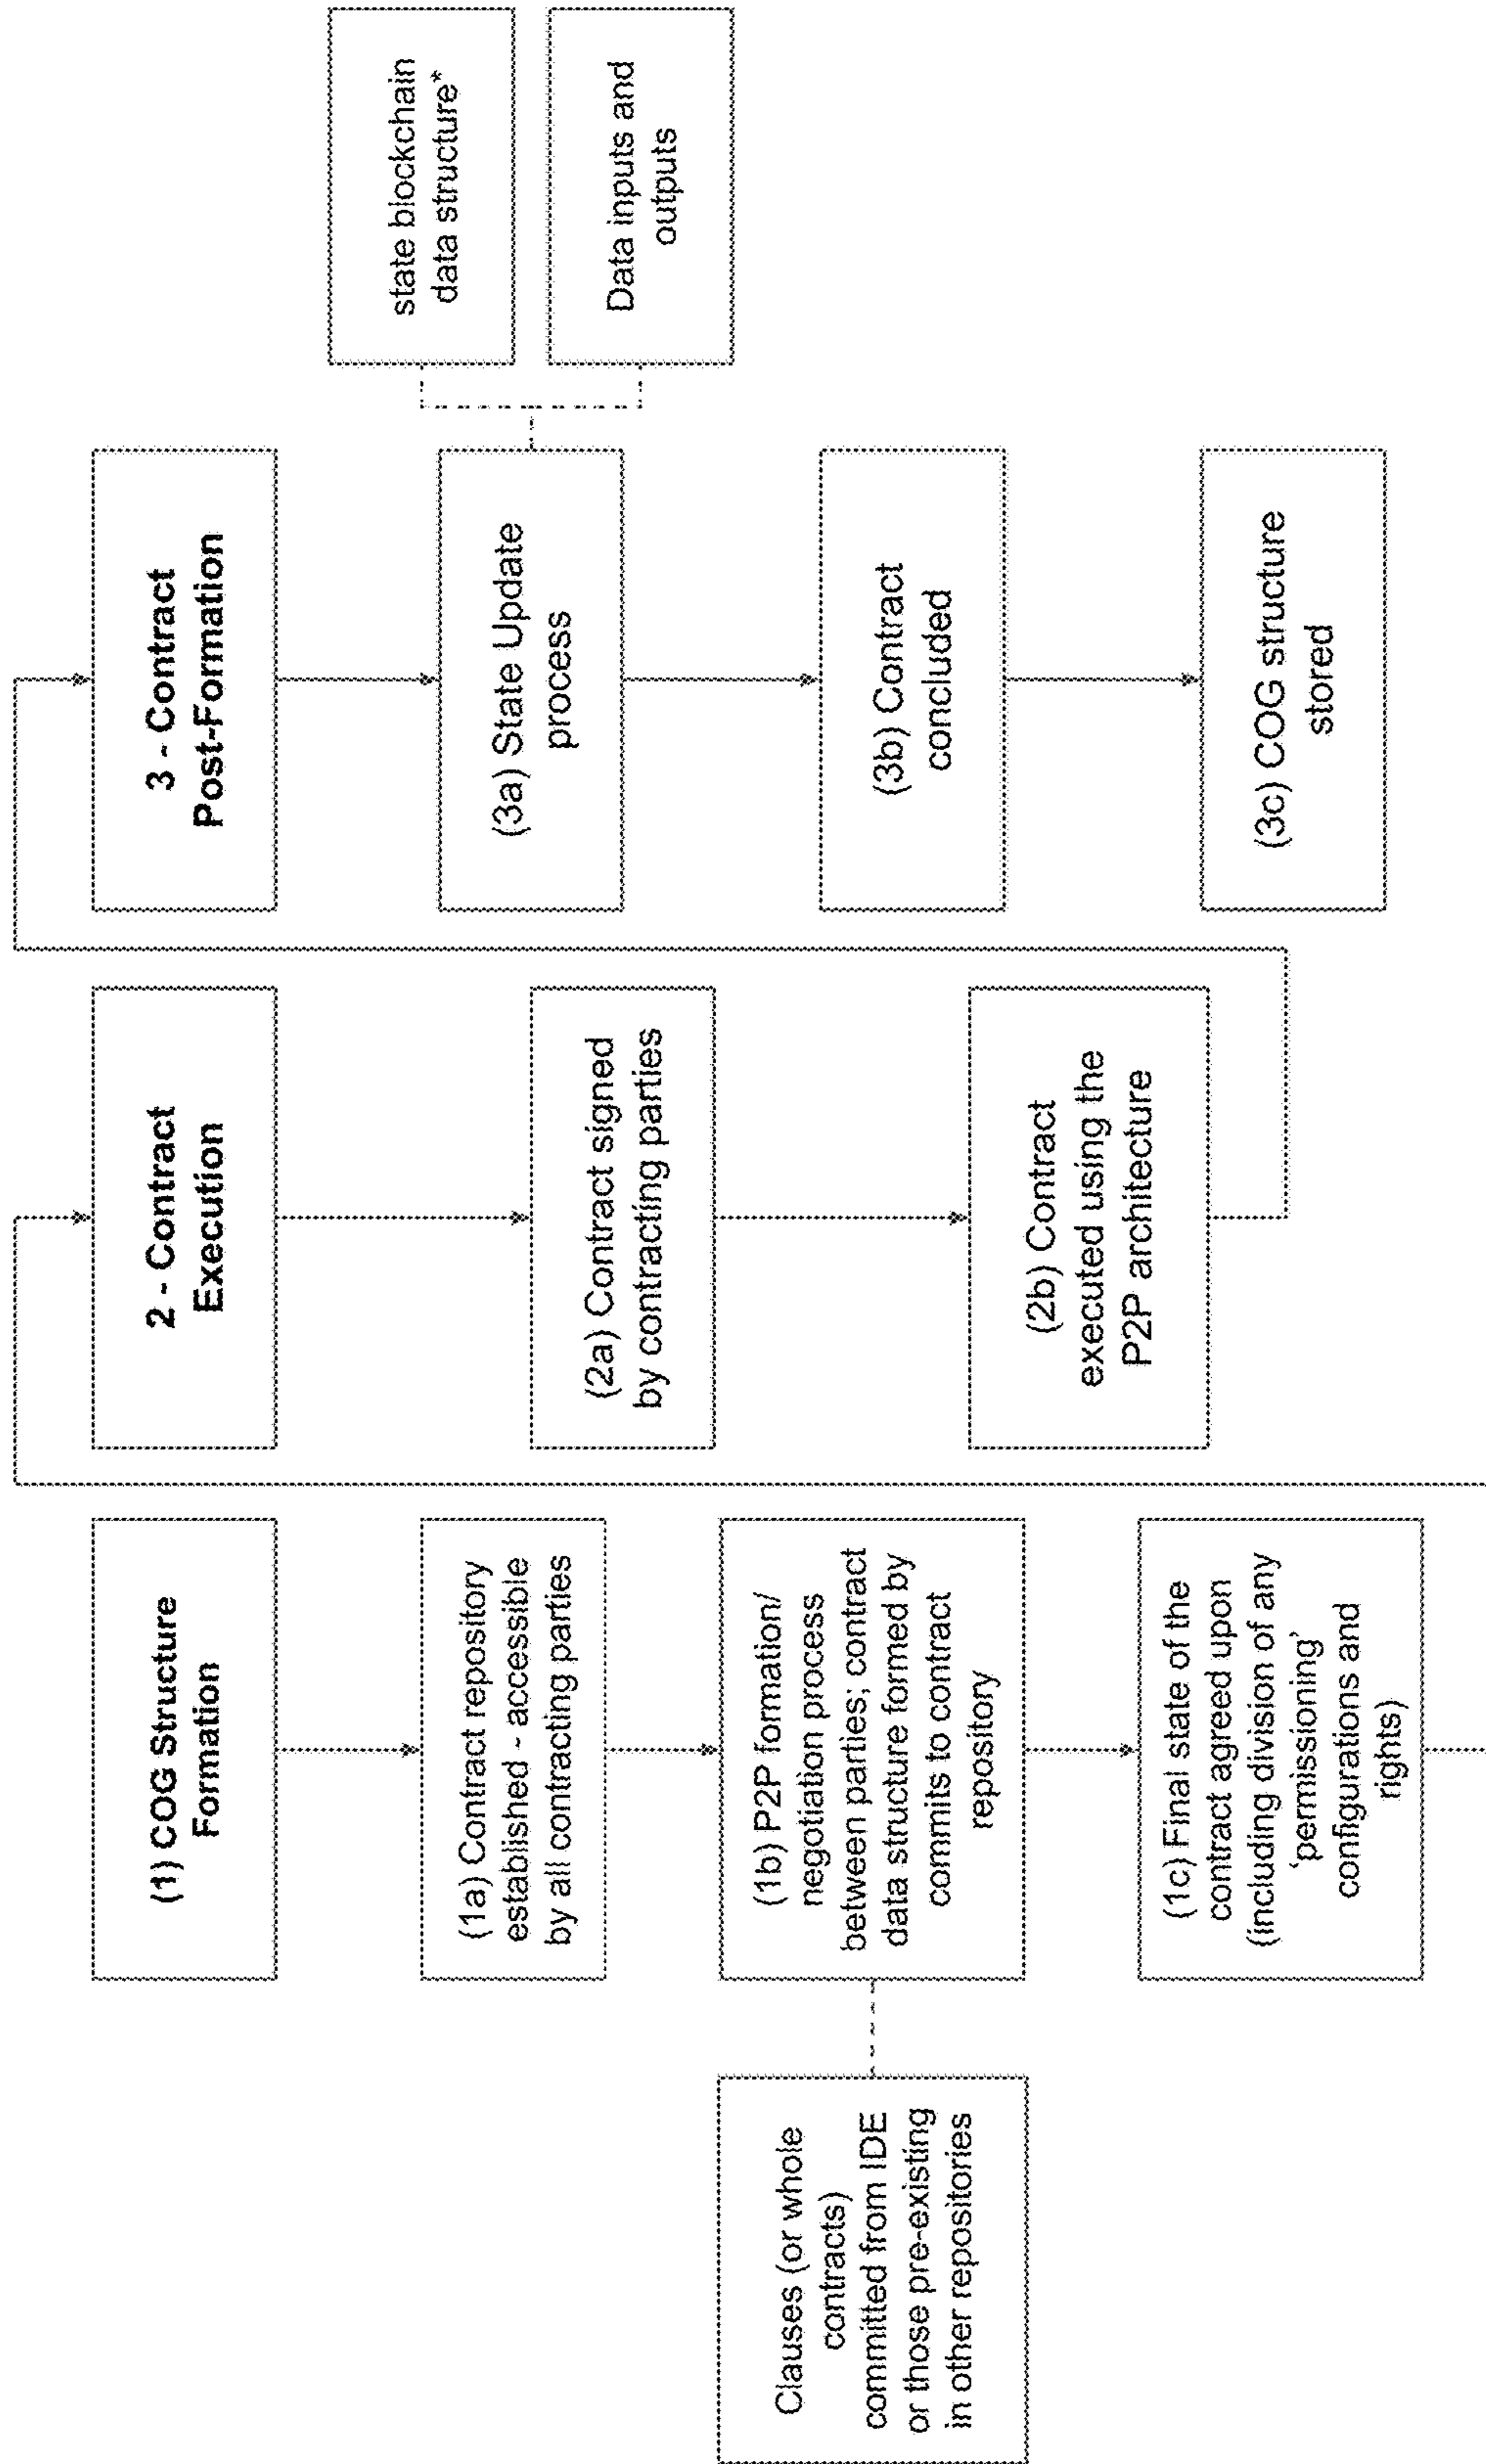 (1) COG Structure
Formation
(1a) Contract repository
established - accessible
by all contracting parties
Clauses (or whole
contracts)
committed from IDE
or those pre-existing
in other repositories
(1b) P2P formation/
negotiation process
between parties; contract
data structure formed by
commits to contract
repository
(1c) Final state of the
contract agreed upon
(including division of any
‘permissioning’
configurations and
rights)
2 - Contract
Execution
(2a) Contract signed
by contracting parties
(2b) Contract
executed using the
P2P architecture
3 - Contract
Post-Formation
(3a) State Update
process
state blockchain
data structure*
Data inputs and
outputs
(3b) Contract
concluded
(3c) COG structure
stored